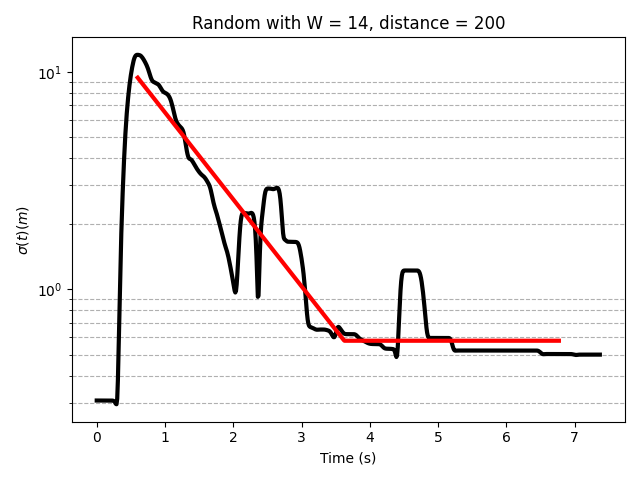 Random with W = 14, distance = 200
10¹
10⁰
σ(t)(m)
0 1 2 3 4 5 6 7
Time (s)